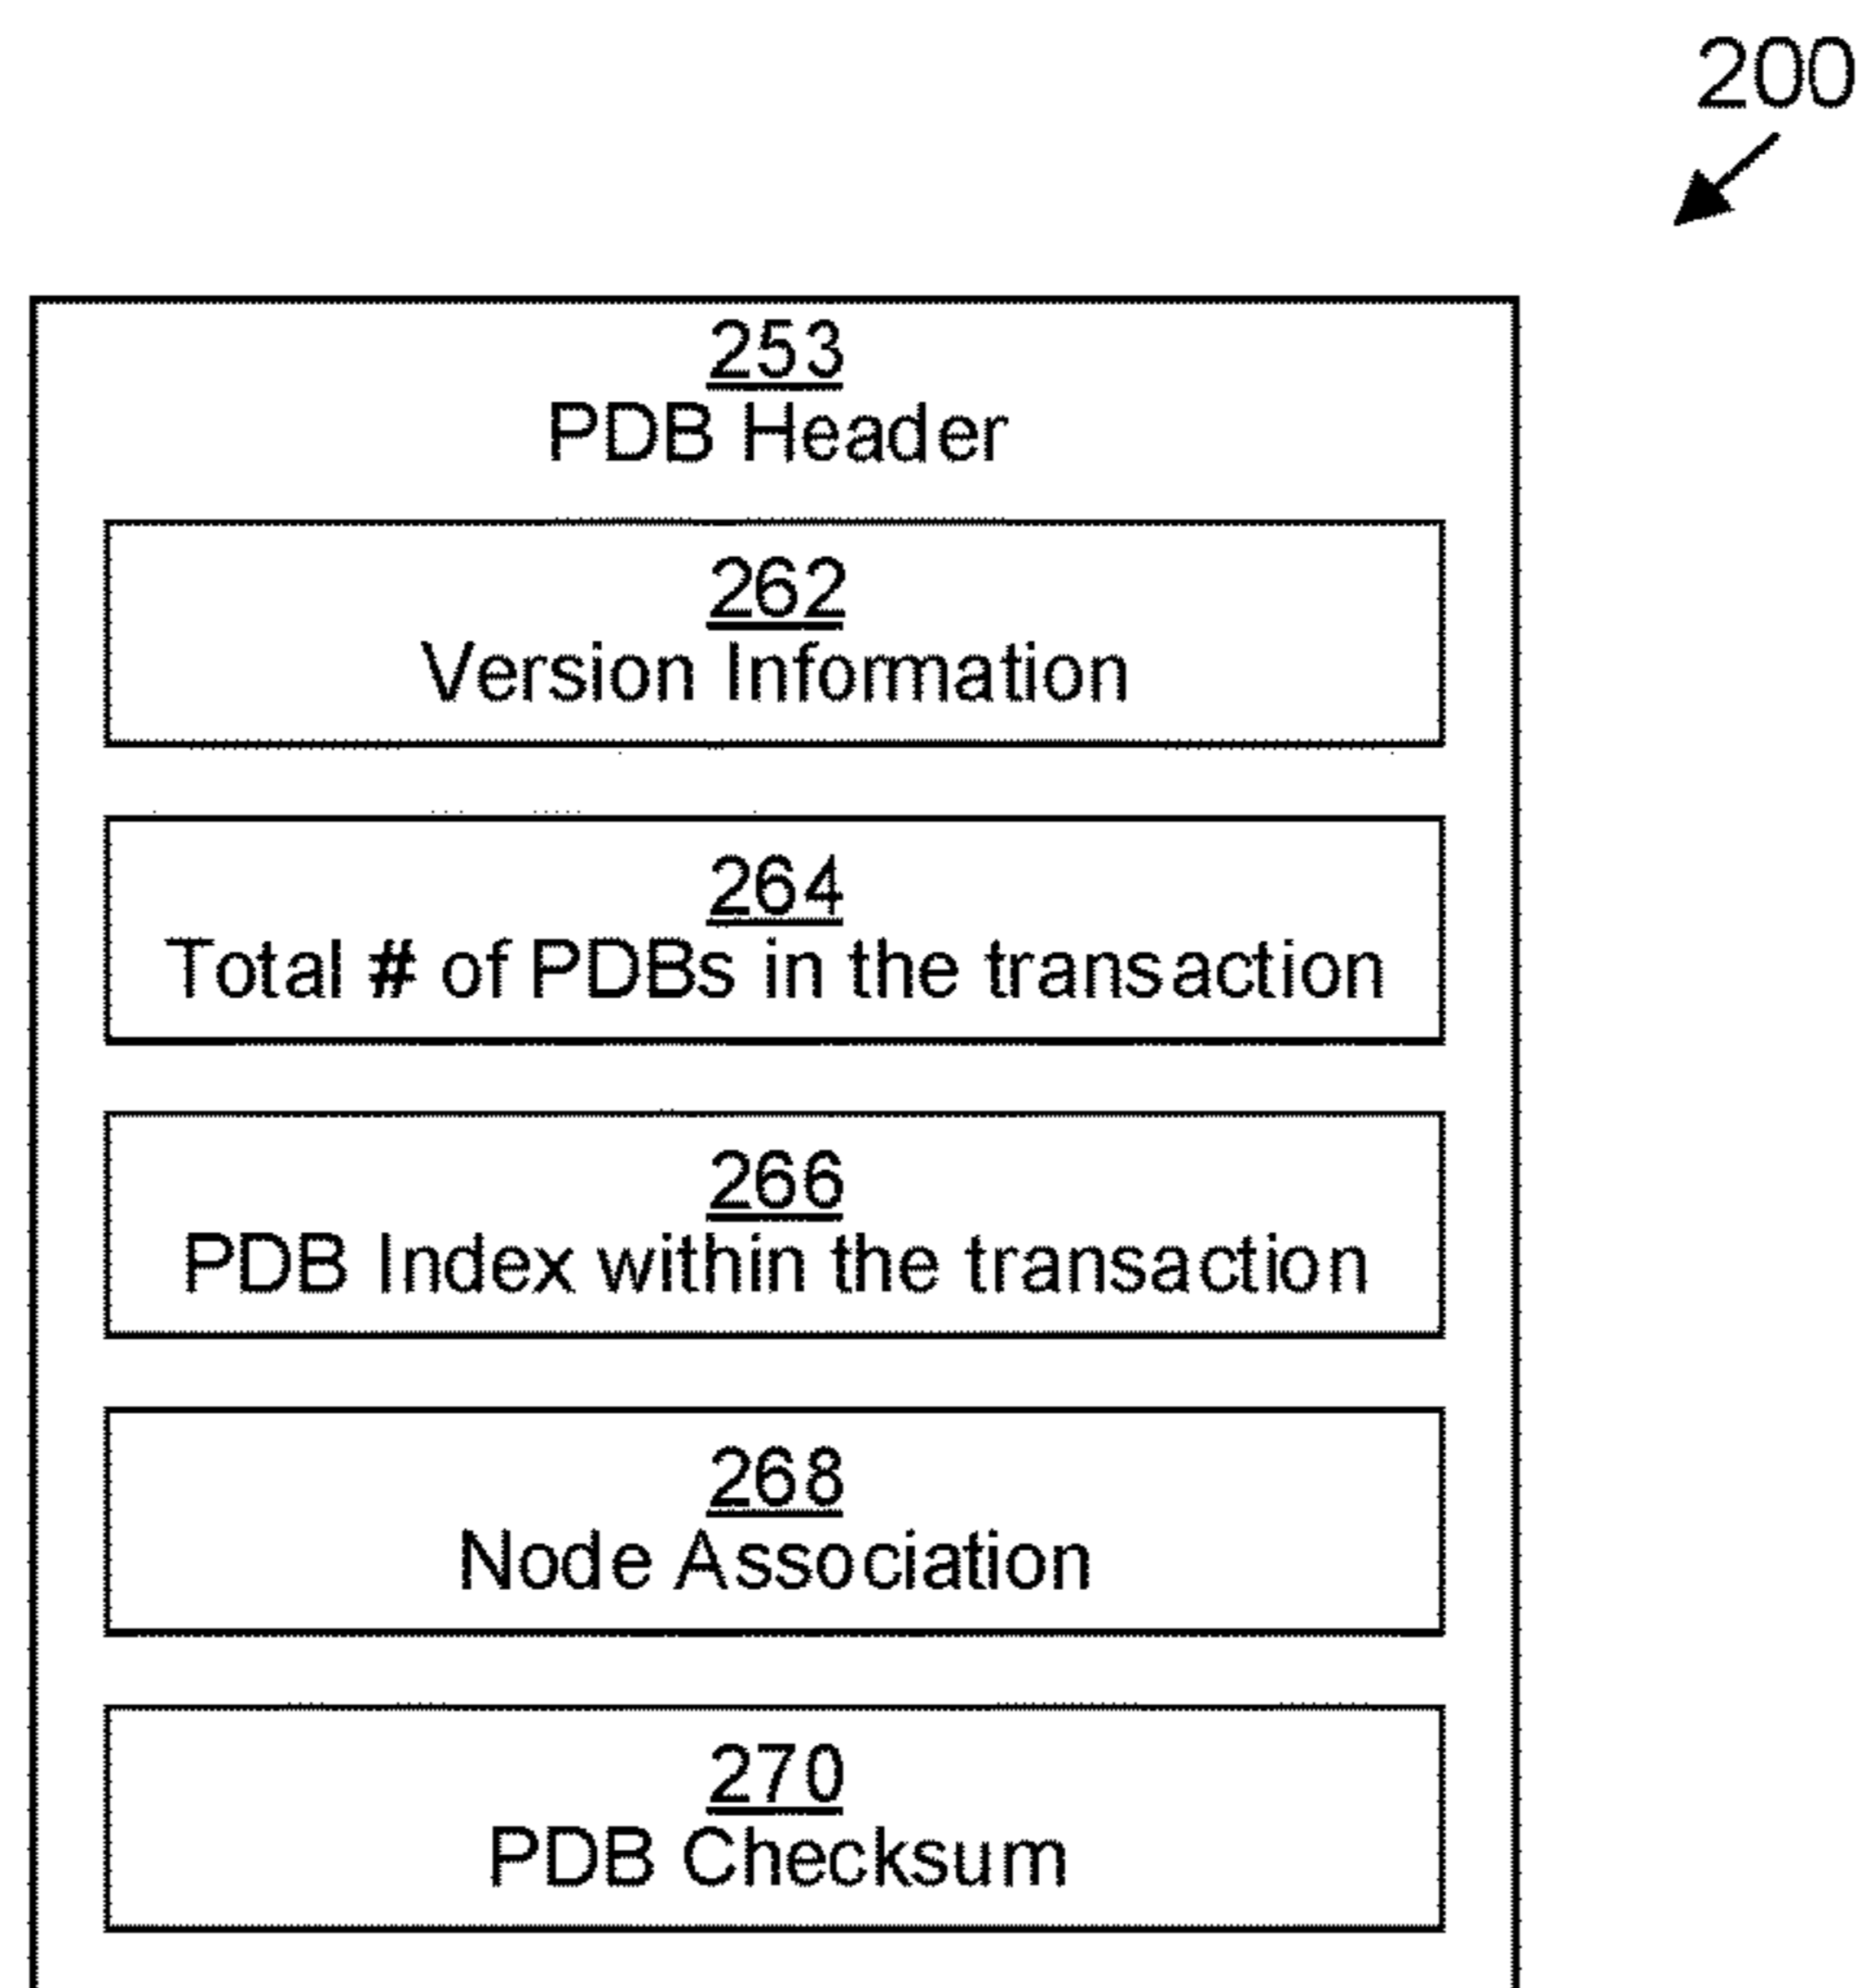 200
253
PDB Header
262
Version Information
264
Total # of PDBs in the transaction
266
PDB Index within the transaction
268
Node Association
270
PDB Checksum